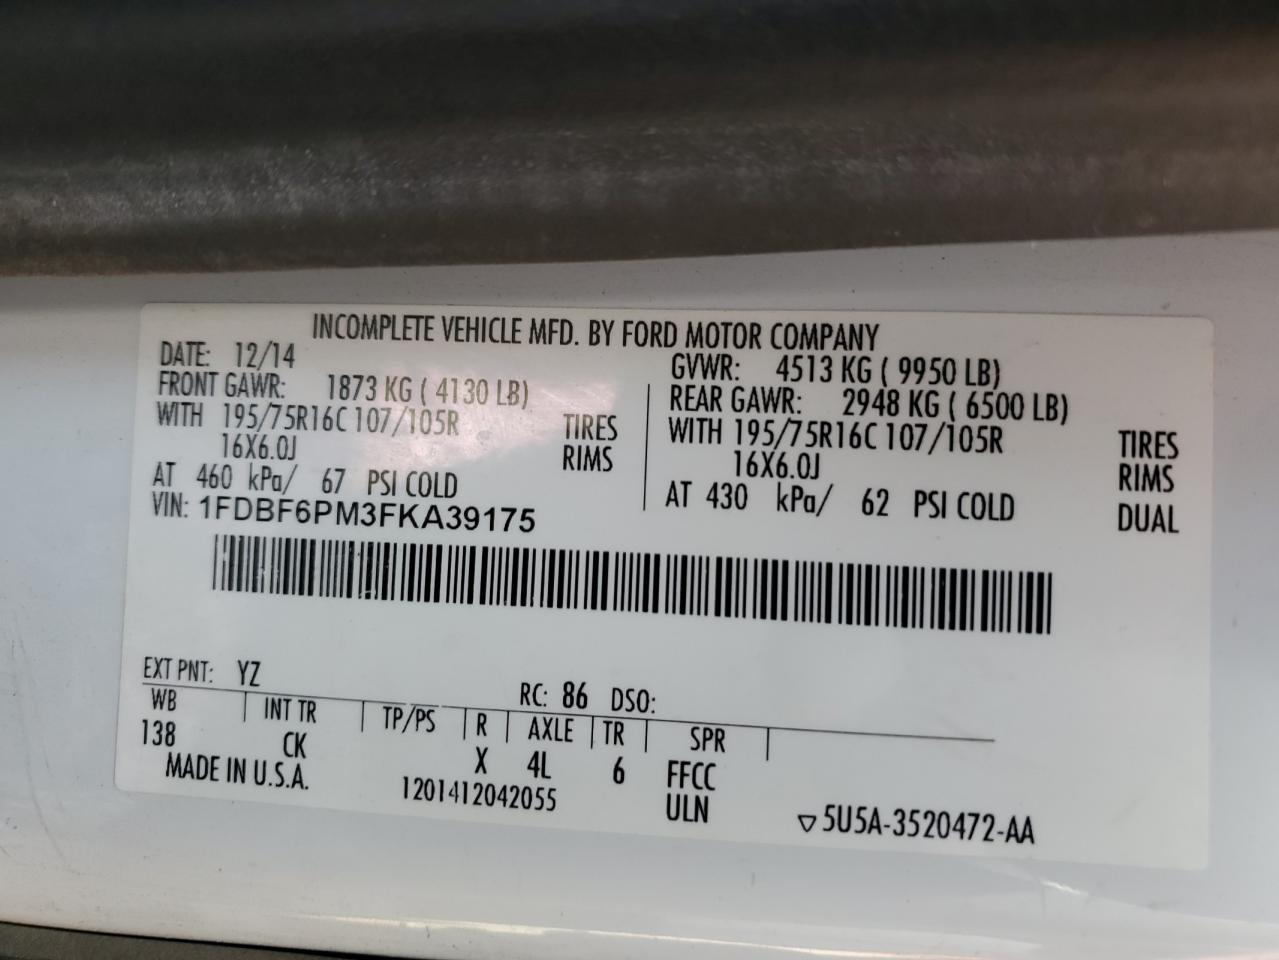 INCOMPLETE VEHICLE MFD. BY FORD MOTOR COMPANY
DATE: 12/14 GVWR: 4513 KG ( 9950 LB)
FRONT GAWR: 1873 KG ( 4130 LB) REAR GAWR: 2948 KG ( 6500 LB)
WITH 195/75R16C 107/105R TIRES WITH 195/75R16C 107/105R TIRES
16X6.0J RIMS 16X6.0J RIMS
AT 460 kPa/ 67 PSI COLD AT 430 kPa/ 62 PSI COLD DUAL
VIN: 1FDBF6PM3FKA39175
EXT PNT: YZ RC: 86 DSO:
WB INT TR TP/PS R AXLE TR SPR
138 CK X 4L 6 FFCC
MADE IN U.S.A. 1201412042055 ULN ▽5U5A-3520472-AA